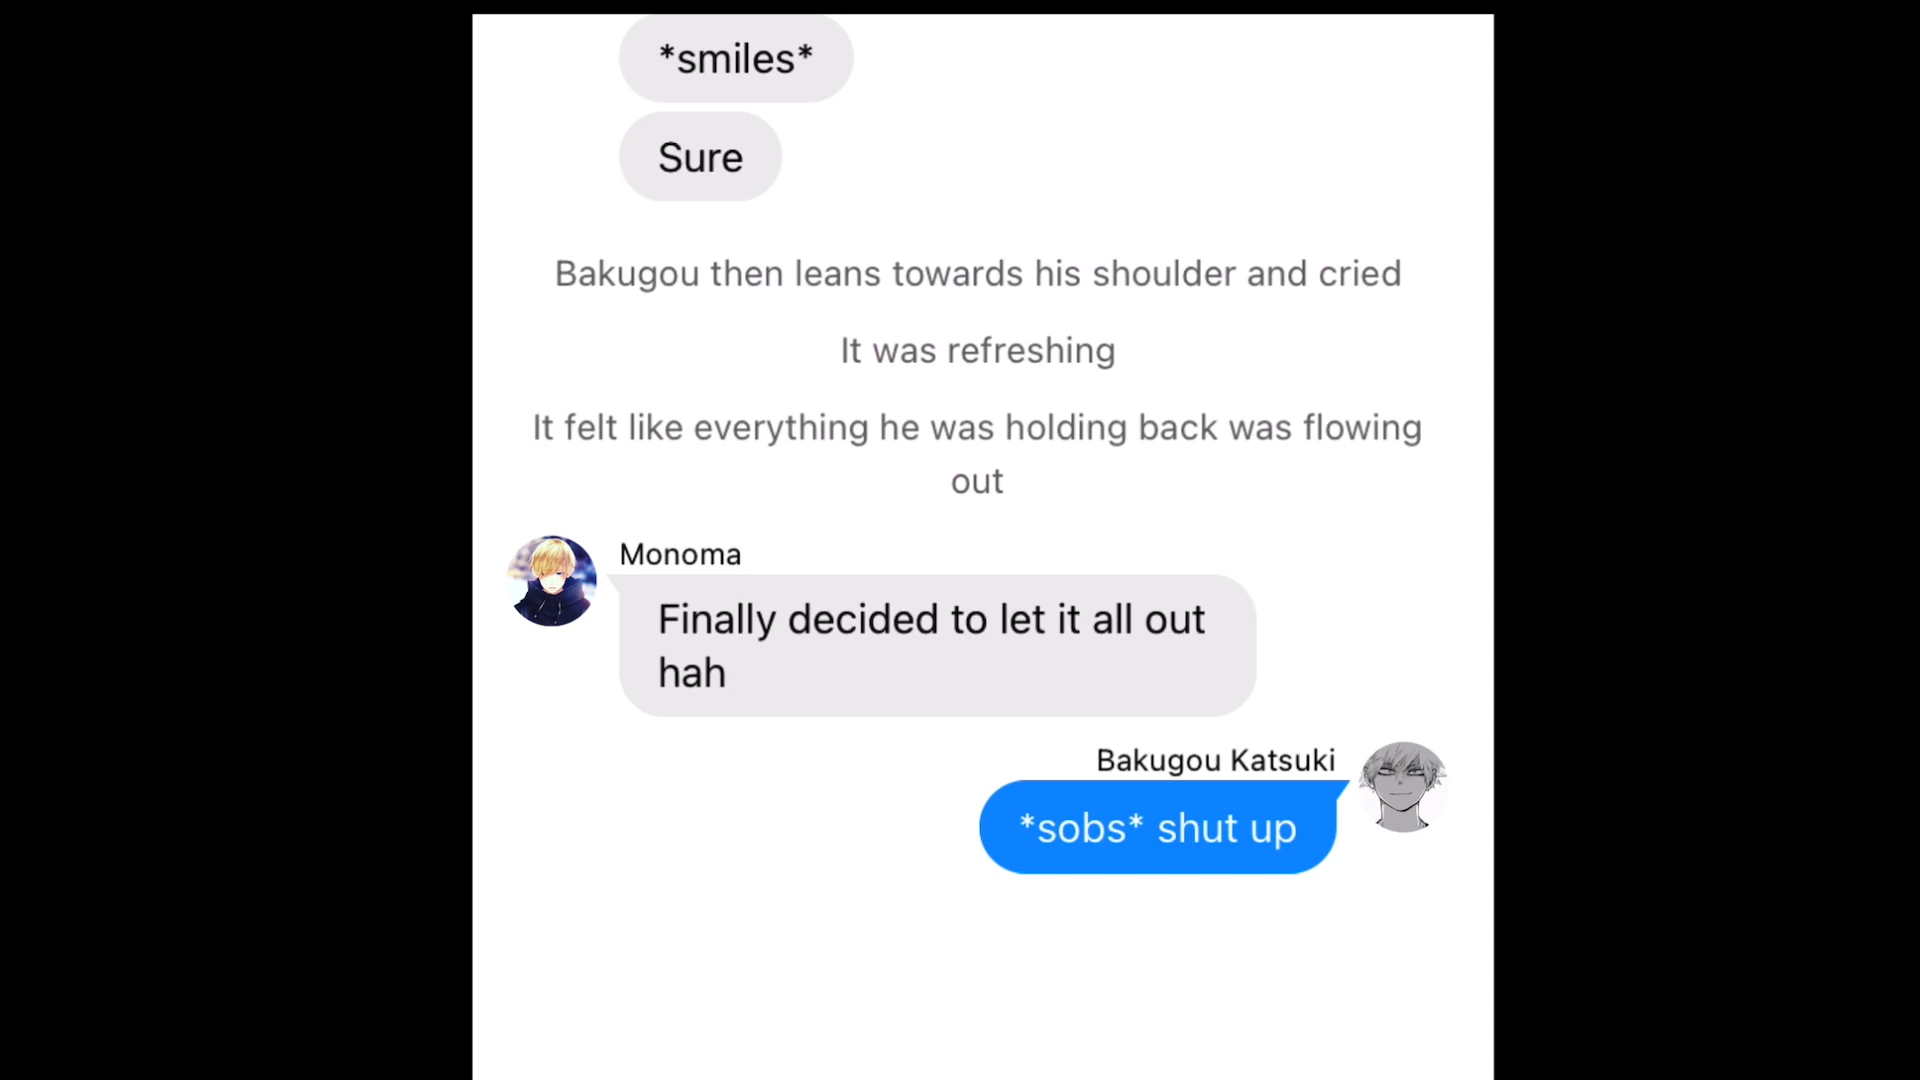 *smiles*
Sure
Bakugou then leans towards his shoulder and cried
It was refreshing
It felt like everything he was holding back was flowing
out
Monoma
Finally decided to let it all out
hah
Bakugou Katsuki
*sobs* shut up